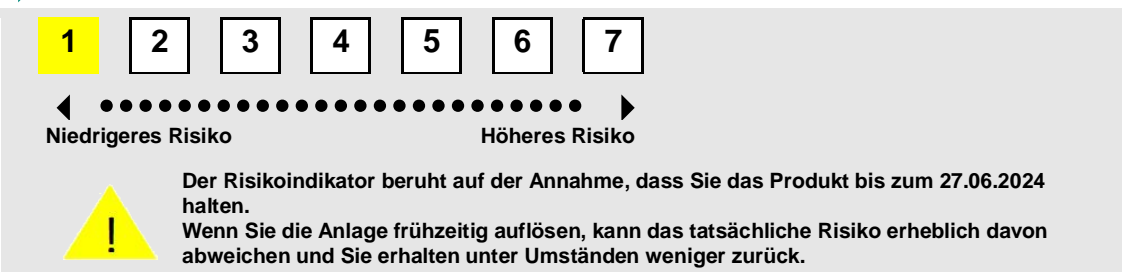 1 2 3 4 5 6 7
Niedrigeres Risiko Höheres Risiko
Der Risikoindikator beruht auf der Annahme, dass Sie das Produkt bis zum 27.06.2024
halten.
Wenn Sie die Anlage frühzeitig auflösen, kann das tatsächliche Risiko erheblich davon
abweichen und Sie erhalten unter Umständen weniger zurück.
!